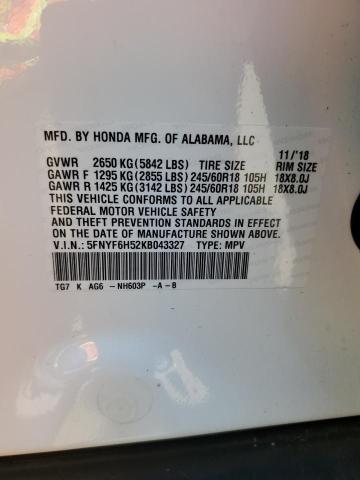 MFD. BY HONDA MFG. OF ALABAMA, LLC
11/'18
GVWR 2650 KG(5842 LBS) TIRE SIZE RIM SIZE
GAWR F 1295 KG(2855 LBS)245/60R18 105H 18X8.0J
GAWR R 1425 KG(3142 LBS)245/60R18 105H 18X8.0J
THIS VEHICLE CONFORMS TO ALL APPLICABLE
FEDERAL MOTOR VEHICLE SAFETY
AND THEFT PREVENTION STANDARDS IN EFFECT
ON THE DATE OF MANUFACTURE SHOWN ABOVE.
V.I.N.: 5FNYF6H52KB043327 TYPE: MPV
TG7 K AG6 -NH603P -A-B